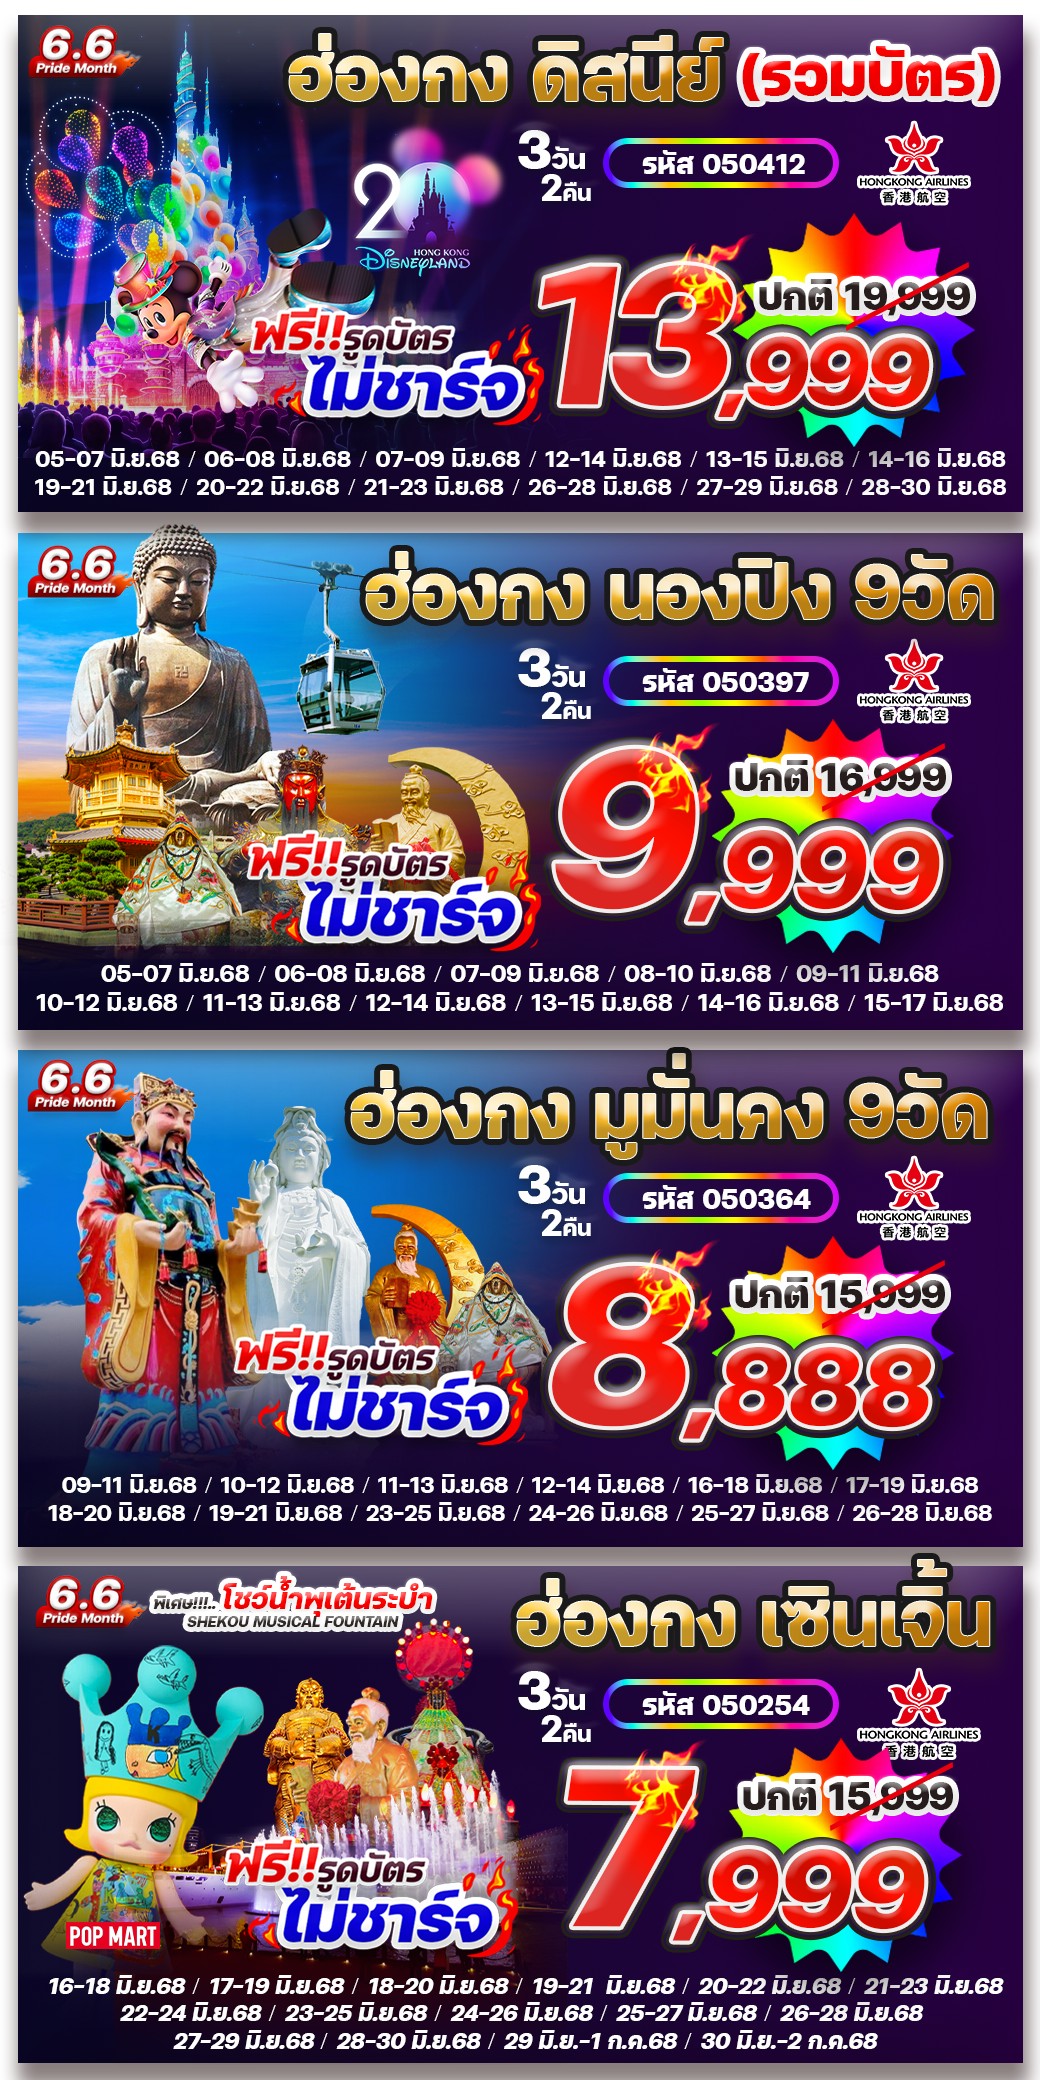 6.6
Pride Month
ฮ่องกง ดิสนีย์ (รวมบัตร)
3วัน
2คืน
รหัส 050412
HONGKONG AIRLINES
香港航空
20
HONG KONG
DISNEYLAND
ปกติ 19,999
13,999
ฟรี!! รูดบัตร
ไม่ชาร์จ
05-07 มิ.ย.68 / 06-08 มิ.ย.68 / 07-09 มิ.ย.68 / 12-14 มิ.ย.68 / 13-15 มิ.ย.68 / 14-16 มิ.ย.68
19-21 มิ.ย.68 / 20-22 มิ.ย.68 / 21-23 มิ.ย.68 / 26-28 มิ.ย.68 / 27-29 มิ.ย.68 / 28-30 มิ.ย.68
6.6
Pride Month
ฮ่องกง นองปิง 9วัด
3วัน
2คืน
รหัส 050397
HONGKONG AIRLINES
香港航空
ปกติ 16,999
9,999
ฟรี!! รูดบัตร
ไม่ชาร์จ
05-07 มิ.ย.68 / 06-08 มิ.ย.68 / 07-09 มิ.ย.68 / 08-10 มิ.ย.68 / 09-11 มิ.ย.68
10-12 มิ.ย.68 / 11-13 มิ.ย.68 / 12-14 มิ.ย.68 / 13-15 มิ.ย.68 / 14-16 มิ.ย.68 / 15-17 มิ.ย.68
6.6
Pride Month
ฮ่องกง มูมั่นคง 9วัด
3วัน
2คืน
รหัส 050364
HONGKONG AIRLINES
香港航空
ปกติ 15,999
8,888
ฟรี!! รูดบัตร
ไม่ชาร์จ
09-11 มิ.ย.68 / 10-12 มิ.ย.68 / 11-13 มิ.ย.68 / 12-14 มิ.ย.68 / 16-18 มิ.ย.68 / 17-19 มิ.ย.68
18-20 มิ.ย.68 / 19-21 มิ.ย.68 / 23-25 มิ.ย.68 / 24-26 มิ.ย.68 / 25-27 มิ.ย.68 / 26-28 มิ.ย.68
6.6
Pride Month
พิเศษ!!!.. โชว์น้ำพุเต้นระบำ
SHEKOU MUSICAL FOUNTAIN
ฮ่องกง เซินเจิ้น
3วัน
2คืน
รหัส 050254
HONGKONG AIRLINES
香港航空
ปกติ 15,999
7,999
ฟรี!! รูดบัตร
ไม่ชาร์จ
POP MART
16-18 มิ.ย.68 / 17-19 มิ.ย.68 / 18-20 มิ.ย.68 / 19-21 มิ.ย.68 / 20-22 มิ.ย.68 / 21-23 มิ.ย.68
22-24 มิ.ย.68 / 23-25 มิ.ย.68 / 24-26 มิ.ย.68 / 25-27 มิ.ย.68 / 26-28 มิ.ย.68
27-29 มิ.ย.68 / 28-30 มิ.ย.68 / 29 มิ.ย.-1 ก.ค.68 / 30 มิ.ย.-2 ก.ค.68